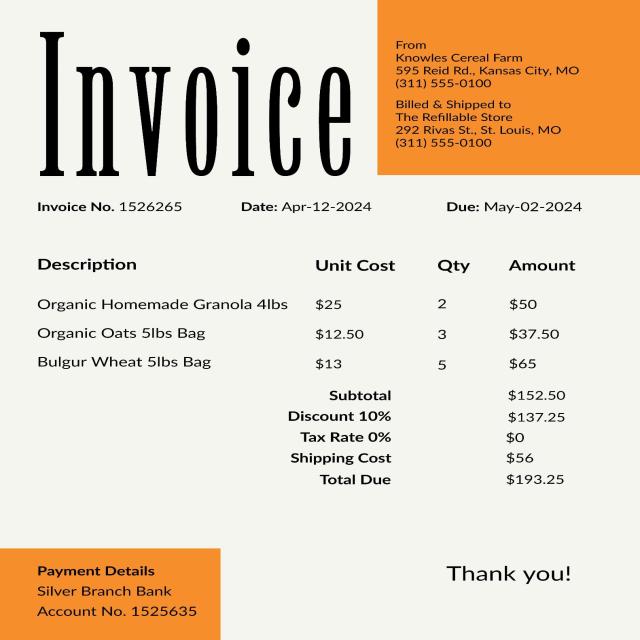 Invoice
From
Knowles Cereal Farm
595 Reid Rd., Kansas City, MO
(311) 555-0100
Billed & Shipped to
The Refillable Store
292 Rivas St., St. Louis, MO
(311) 555-0100
Invoice No. 1526265 Date: Apr-12-2024 Due: May-02-2024
Description Unit Cost Qty Amount
Organic Homemade Granola 4lbs $25 2 $50
Organic Oats 5lbs Bag $12.50 3 $37.50
Bulgur Wheat 5lbs Bag $13 5 $65
Subtotal $152.50
Discount 10% $137.25
Tax Rate 0% $0
Shipping Cost $56
Total Due $193.25
Payment Details
Silver Branch Bank
Account No. 1525635
Thank you!